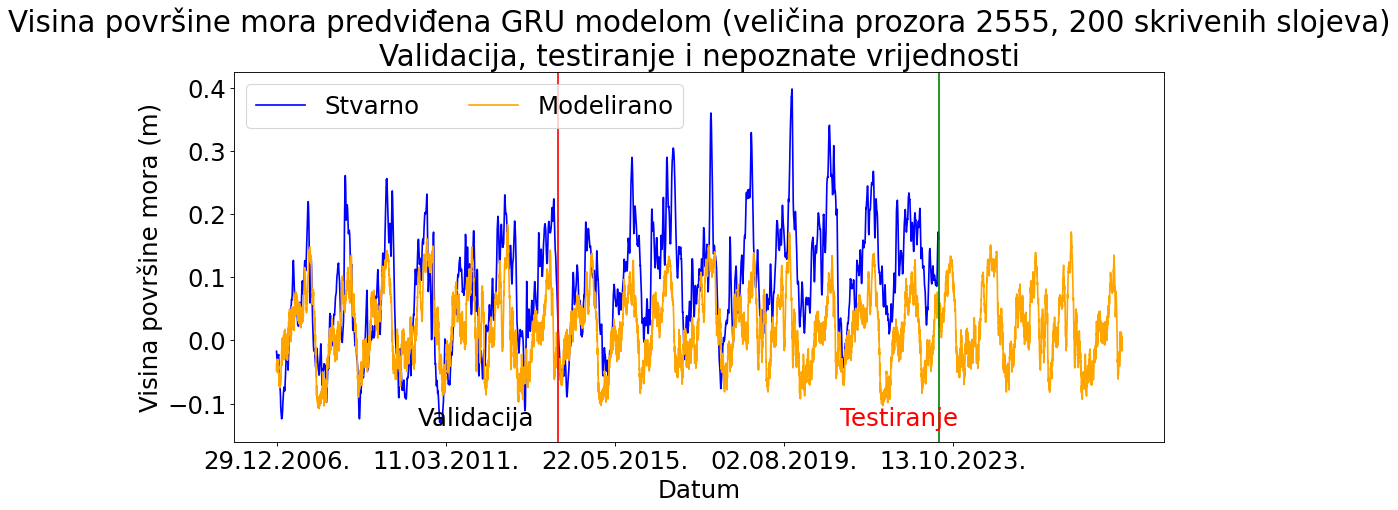 Visina površine mora predviđena GRU modelom (veličina prozora 2555, 200 skrivenih slojeva)
Validacija, testiranje i nepoznate vrijednosti
Stvarno
Modelirano
Visina površine mora (m)
0.4
0.3
0.2
0.1
0.0
−0.1
Validacija
Testiranje
29.12.2006.
11.03.2011.
22.05.2015.
02.08.2019.
13.10.2023.
Datum